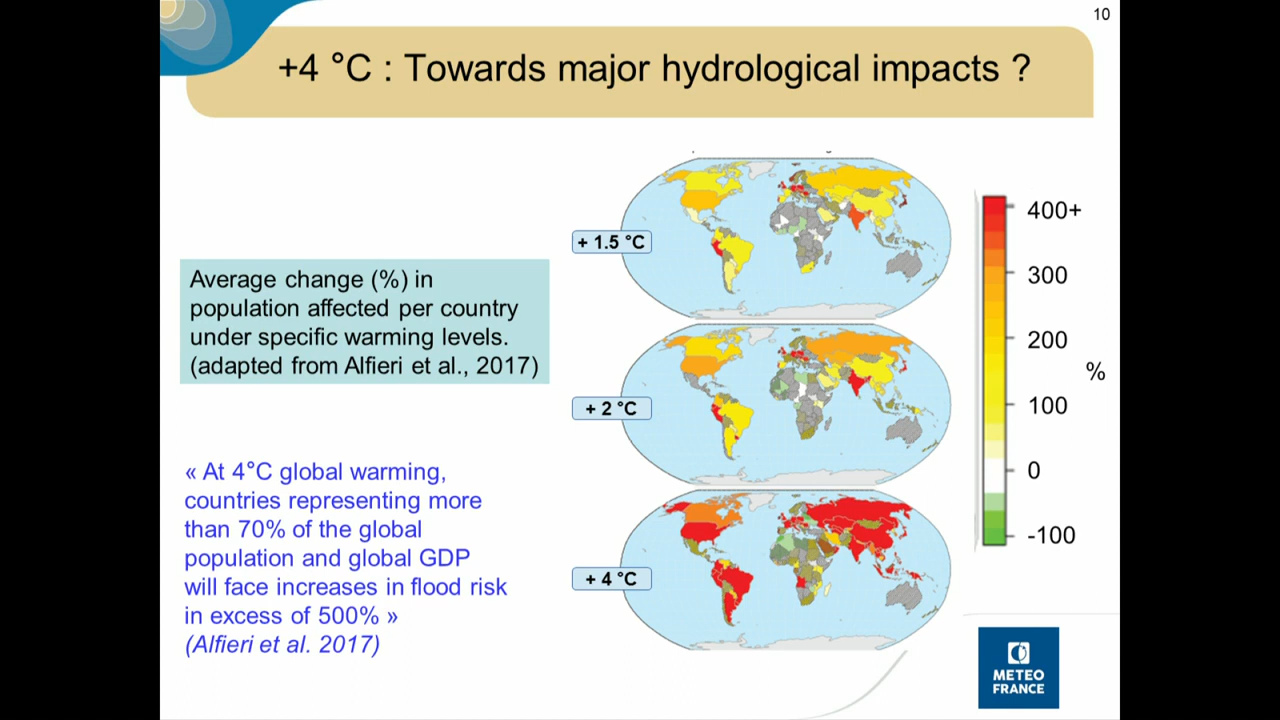 10
+4 °C : Towards major hydrological impacts ?
Average change (%) in
population affected per country
under specific warming levels.
(adapted from Alfieri et al., 2017)
« At 4°C global warming,
countries representing more
than 70% of the global
population and global GDP
will face increases in flood risk
in excess of 500% »
(Alfieri et al. 2017)
+ 1.5 °C
+ 2 °C
+ 4 °C
400+
300
200
%
100
0
-100
METEO
FRANCE